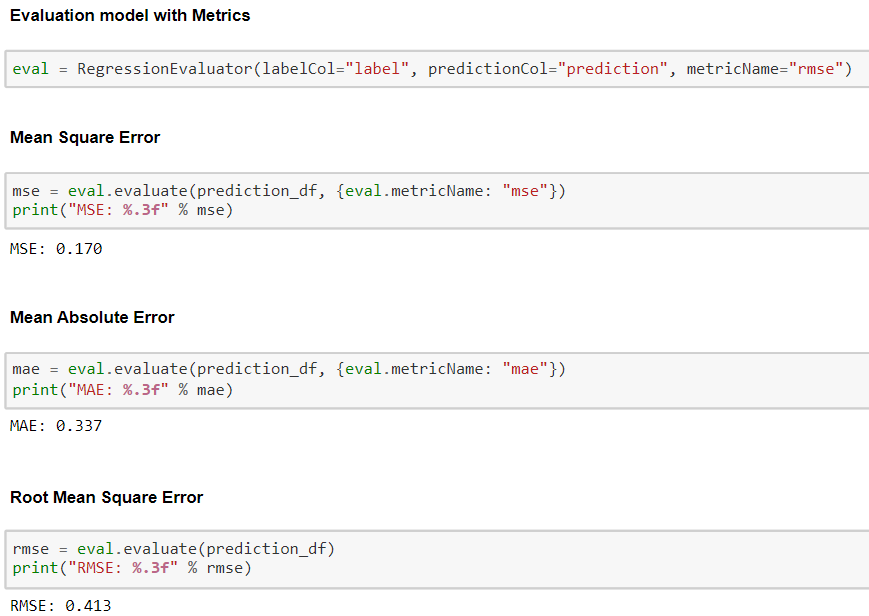 Evaluation model with Metrics
eval = RegressionEvaluator(labelCol="label", predictionCol="prediction", metricName="rmse")
Mean Square Error
mse = eval.evaluate(prediction_df, {eval.metricName: "mse"})
print("MSE: %.3f" % mse)
MSE: 0.170
Mean Absolute Error
mae = eval.evaluate(prediction_df, {eval.metricName: "mae"})
print("MAE: %.3f" % mae)
MAE: 0.337
Root Mean Square Error
rmse = eval.evaluate(prediction_df)
print("RMSE: %.3f" % rmse)
RMSE: 0.413